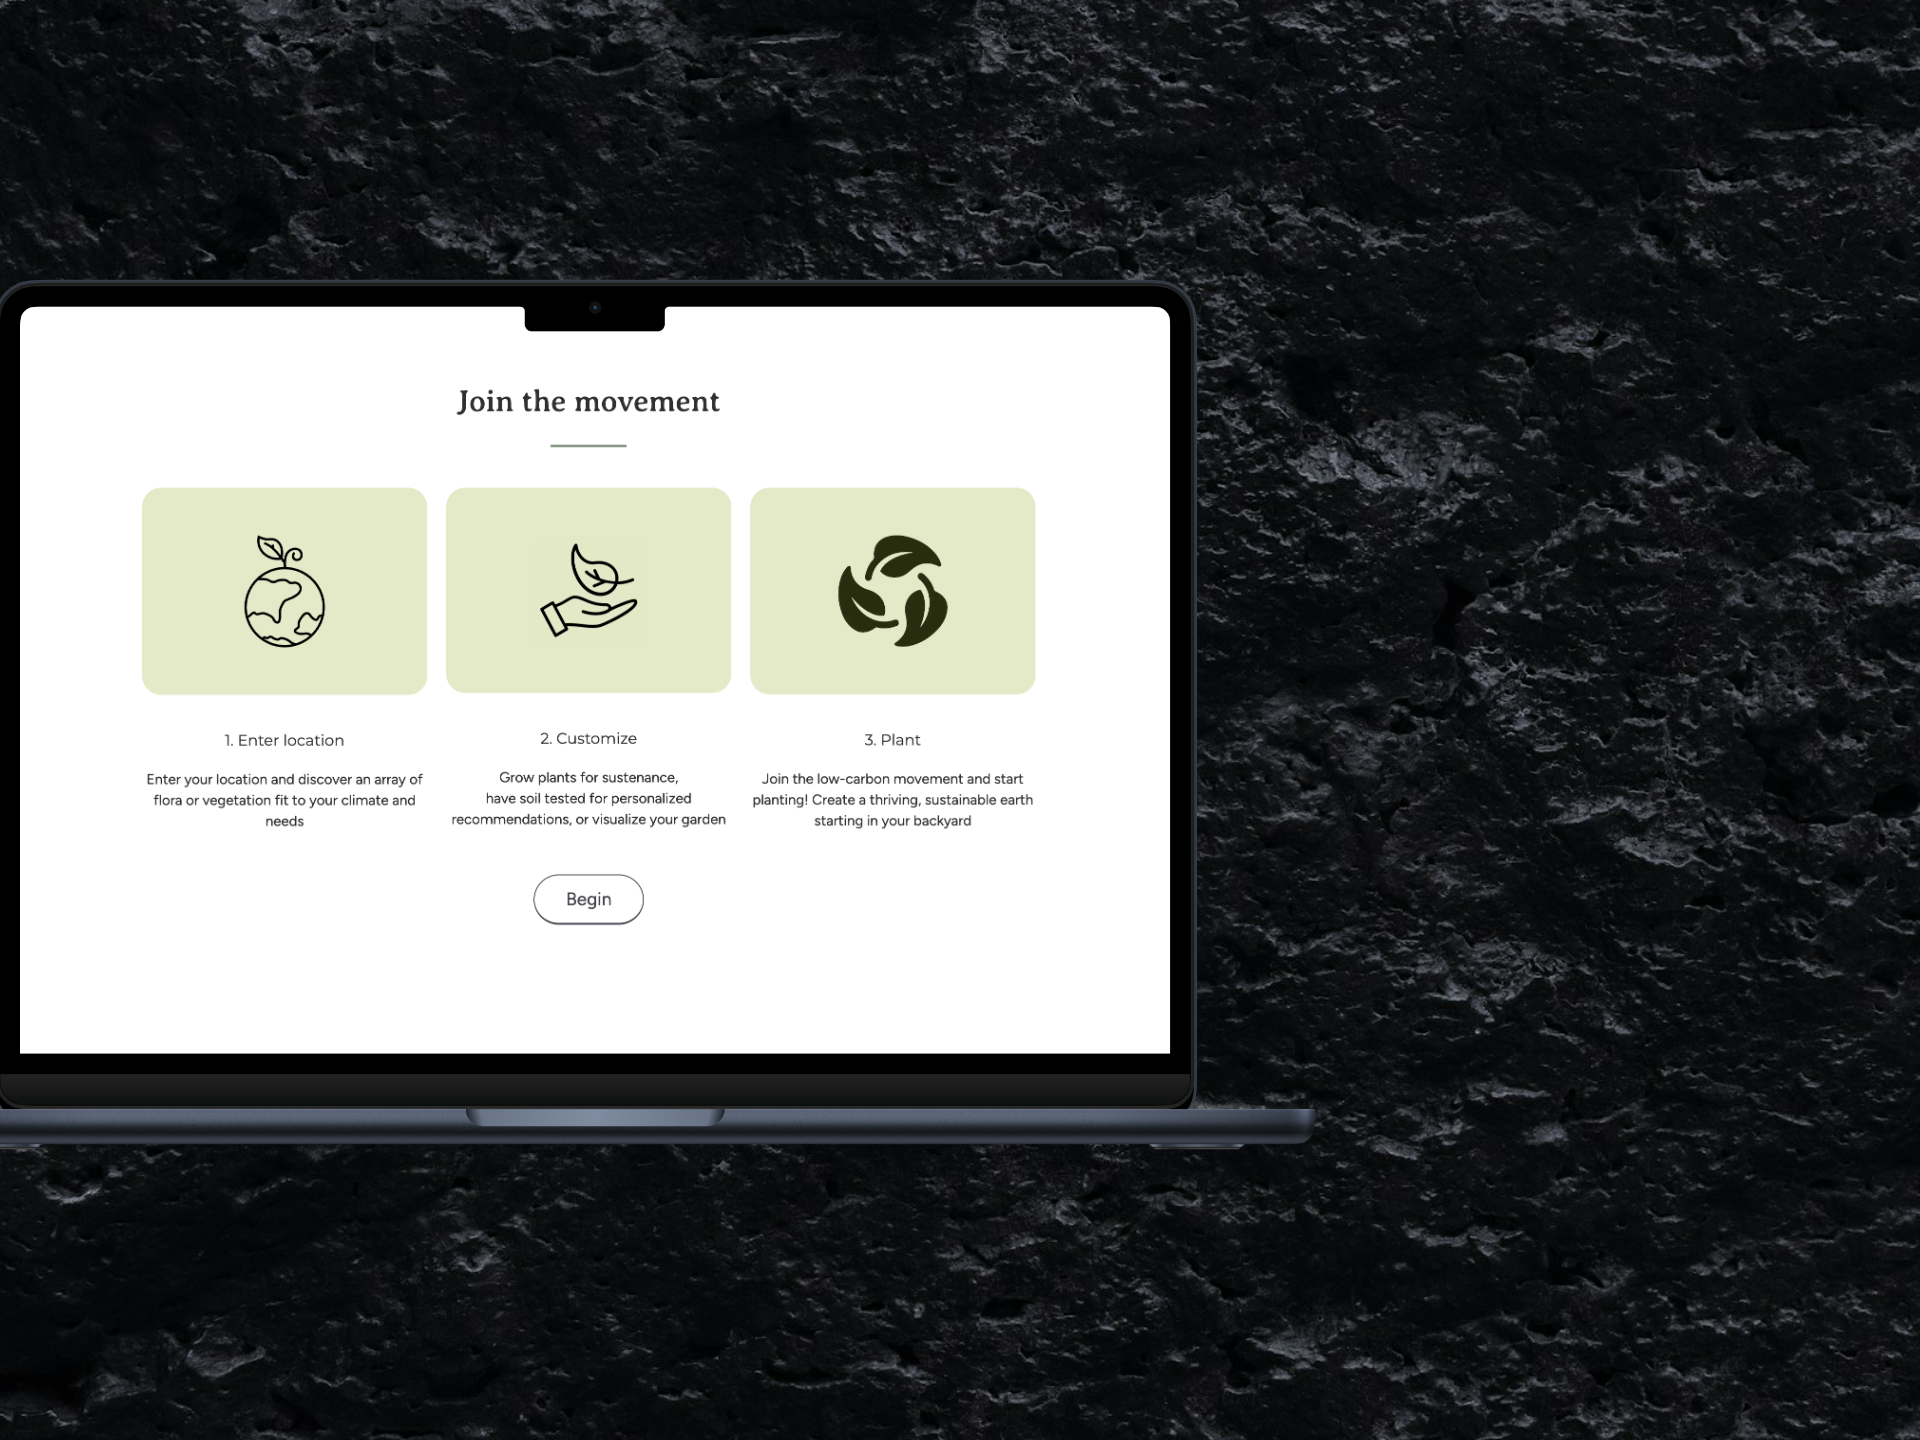 Join the movement
1. Enter location
Enter your location and discover an array of
flora or vegetation fit to your climate and
needs
2. Customize
Grow plants for sustenance,
have soil tested for personalized
recommendations, or visualize your garden
3. Plant
Join the low-carbon movement and start
planting! Create a thriving, sustainable earth
starting in your backyard
Begin